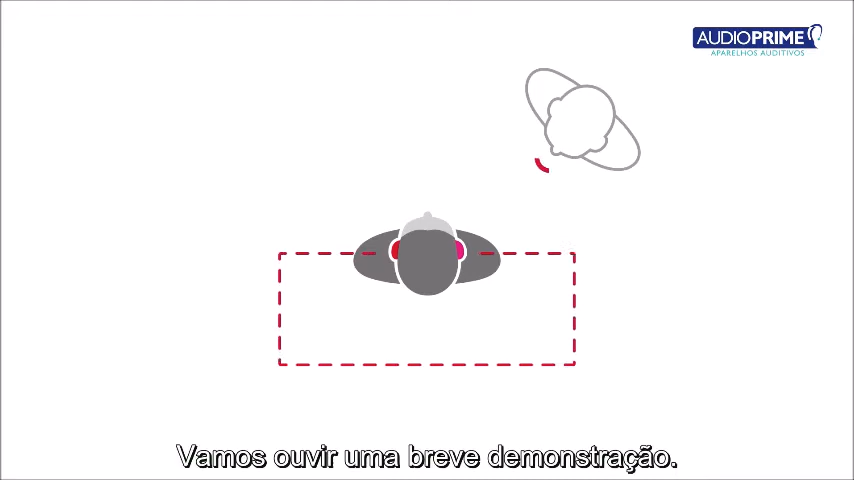 AUDIOPRIME
APARELHOS AUDITIVOS
Vamos ouvir uma breve demonstração.